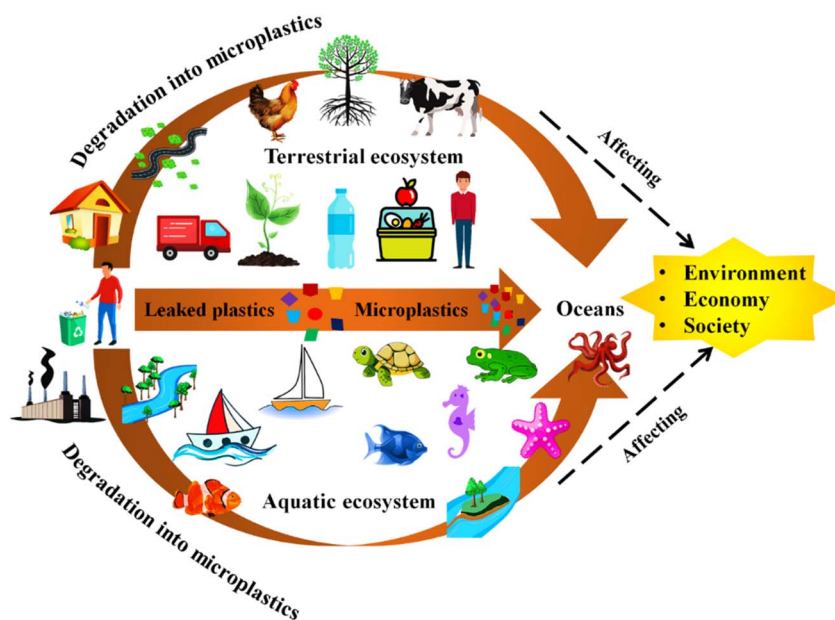 Degradation into microplastics
Terrestrial ecosystem
Affecting
Leaked plastics
Microplastics
Oceans
• Environment
• Economy
• Society
Affecting
Aquatic ecosystem
Degradation into microplastics